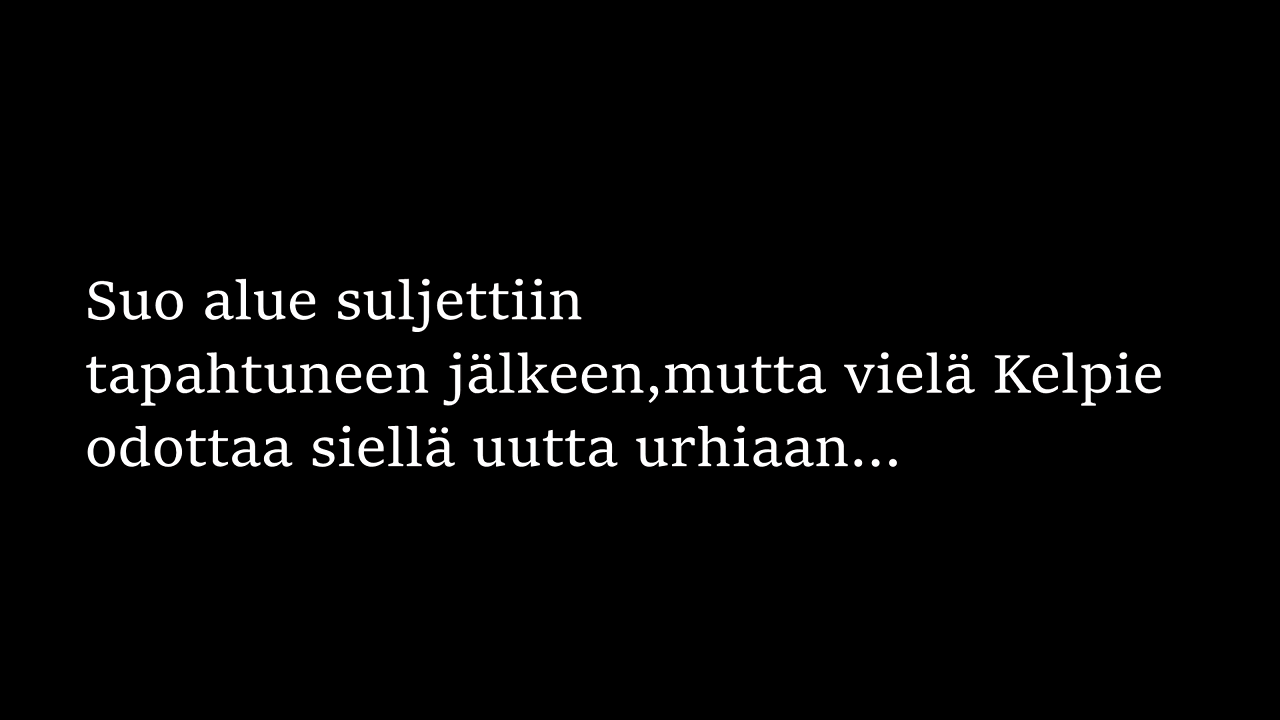 Suo alue suljettiin
tapahtuneen jälkeen,mutta vielä Kelpie
odottaa siellä uutta urhiaan...